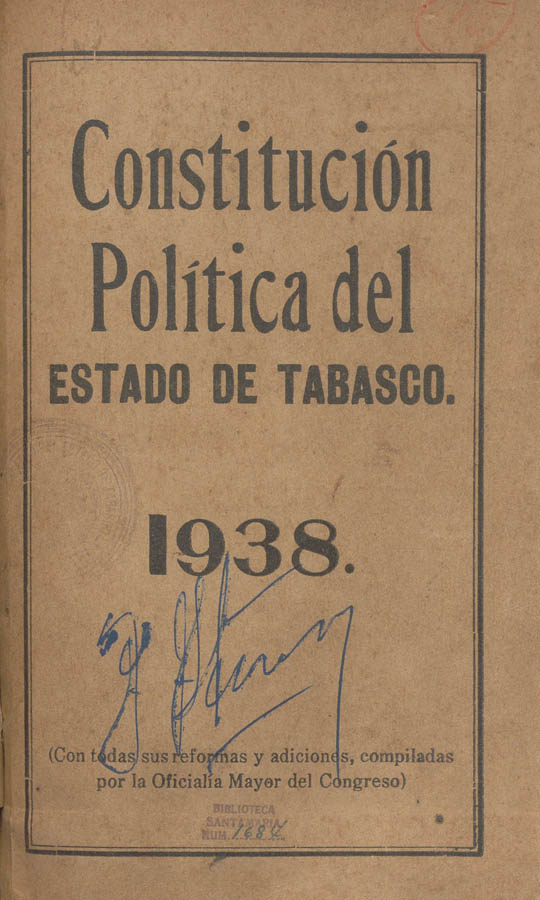 Constitución
Política del
ESTADO DE TABASCO.
1938.
(Con todas sus reformas y adiciones, compiladas
por la Oficialía Mayor del Congreso)
BIBLIOTECA
SANTAMARIA
NUM. 1684